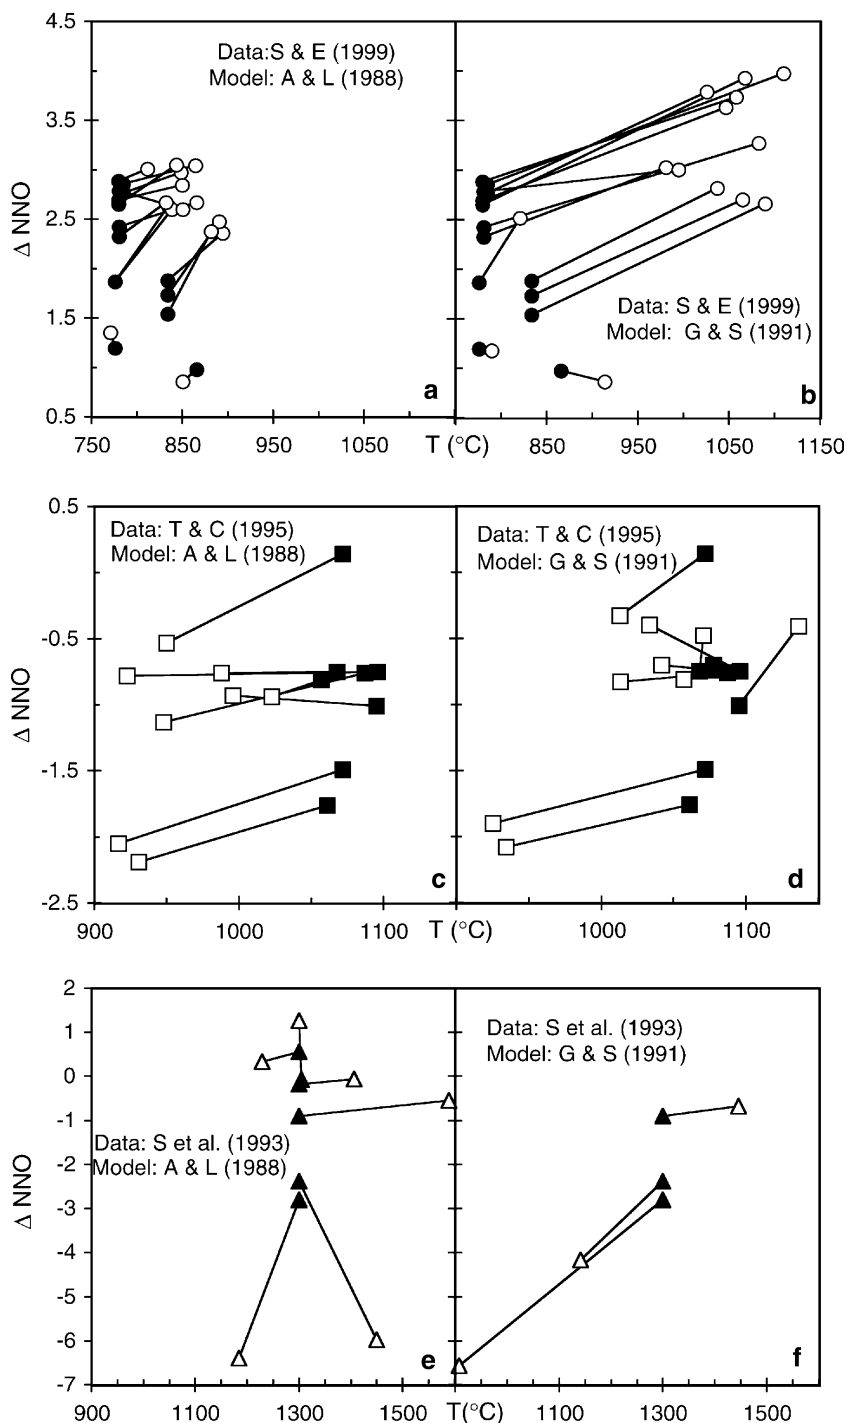 4.5
3.5
2.5
1.5
0.5
Δ NNO
Data:S & E (1999)
Model: A & L (1988)
a
Data: S & E (1999)
Model: G & S (1991)
b
750 850 950 1050 T (°C) 850 950 1050 1150
0.5
-0.5
-1.5
-2.5
Δ NNO
Data: T & C (1995)
Model: A & L (1988)
c
Data: T & C (1995)
Model: G & S (1991)
d
900 1000 1100 T (°C) 1000 1100
2
1
0
-1
-2
-3
-4
-5
-6
-7
Δ NNO
Data: S et al. (1993)
Model: A & L (1988)
e
Data: S et al. (1993)
Model: G & S (1991)
f
900 1100 1300 1500 T(°C) 1100 1300 1500